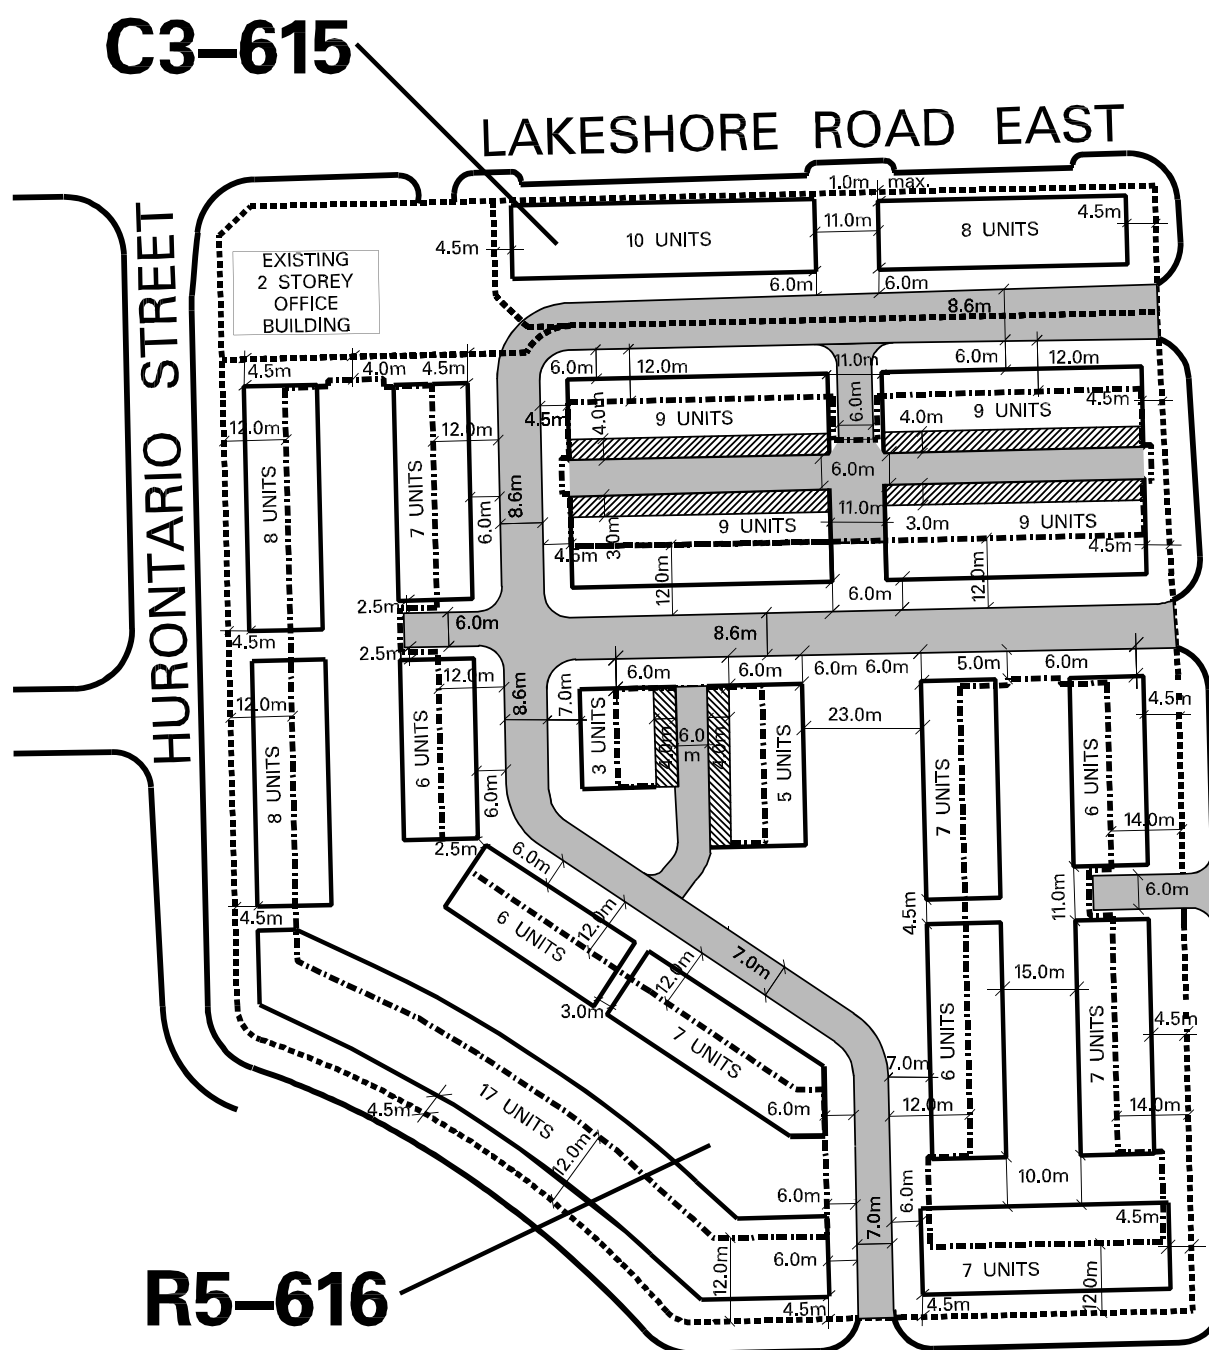 C3–615
LAKESHORE ROAD EAST
HURONTARIO STREET
1.0m max.
10 UNITS
11.0m
8 UNITS
4.5m
4.5m
EXISTING
2 STOREY
OFFICE
BUILDING
6.0m
6.0m
8.6m
4.5m
4.0m
4.5m
6.0m
12.0m
11.0m
6.0m
12.0m
12.0m
12.0m
4.5m
4.0m
9 UNITS
6.0m
4.0m
9 UNITS
4.5m
8 UNITS
7 UNITS
6.0m
8.6m
6.0m
11.0m
9 UNITS
3.0m
9 UNITS
4.5m
4.5m
3.0m
12.0m
6.0m
12.0m
2.5m
6.0m
8.6m
4.5m
2.5m
12.0m
12.0m
8.6m
7.0m
6.0m
6.0m
6.0m
6.0m
5.0m
6.0m
4.5m
3 UNITS
4.0m
6.0
m
4.0m
5 UNITS
23.0m
8 UNITS
6 UNITS
6.0m
7 UNITS
6 UNITS
14.0m
2.5m
6.0m
11.0m
6.0m
4.5m
4.5m
6 UNITS
12.0m
12.0m
7.0m
3.0m
7 UNITS
15.0m
6 UNITS
7 UNITS
4.5m
7.0m
4.5m
17 UNITS
12.0m
6.0m
12.0m
14.0m
10.0m
6.0m
6.0m
7.0m
4.5m
6.0m
12.0m
7 UNITS
12.0m
4.5m
4.5m
R5–616